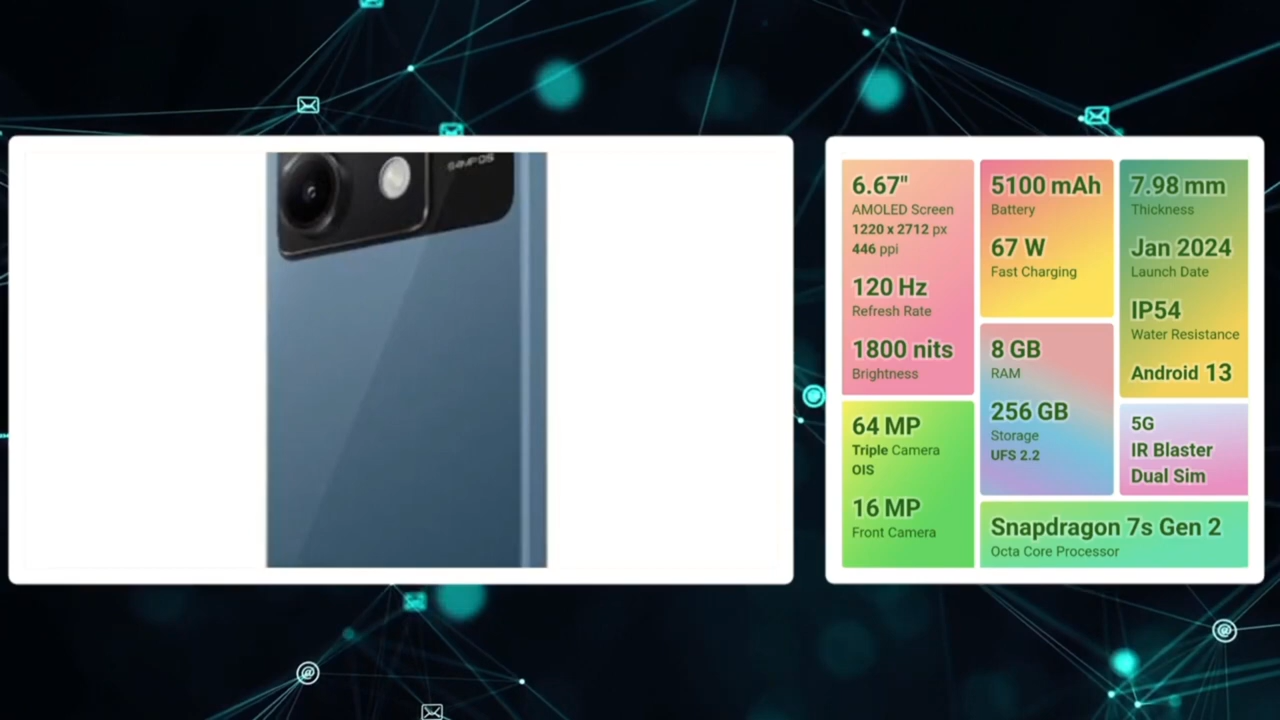 6.67"
AMOLED Screen
1220 x 2712 px
446 ppi
120 Hz
Refresh Rate
1800 nits
Brightness
64 MP
Triple Camera
OIS
16 MP
Front Camera
5100 mAh
Battery
67 W
Fast Charging
8 GB
RAM
256 GB
Storage
UFS 2.2
7.98 mm
Thickness
Jan 2024
Launch Date
IP54
Water Resistance
Android 13
5G
IR Blaster
Dual Sim
Snapdragon 7s Gen 2
Octa Core Processor